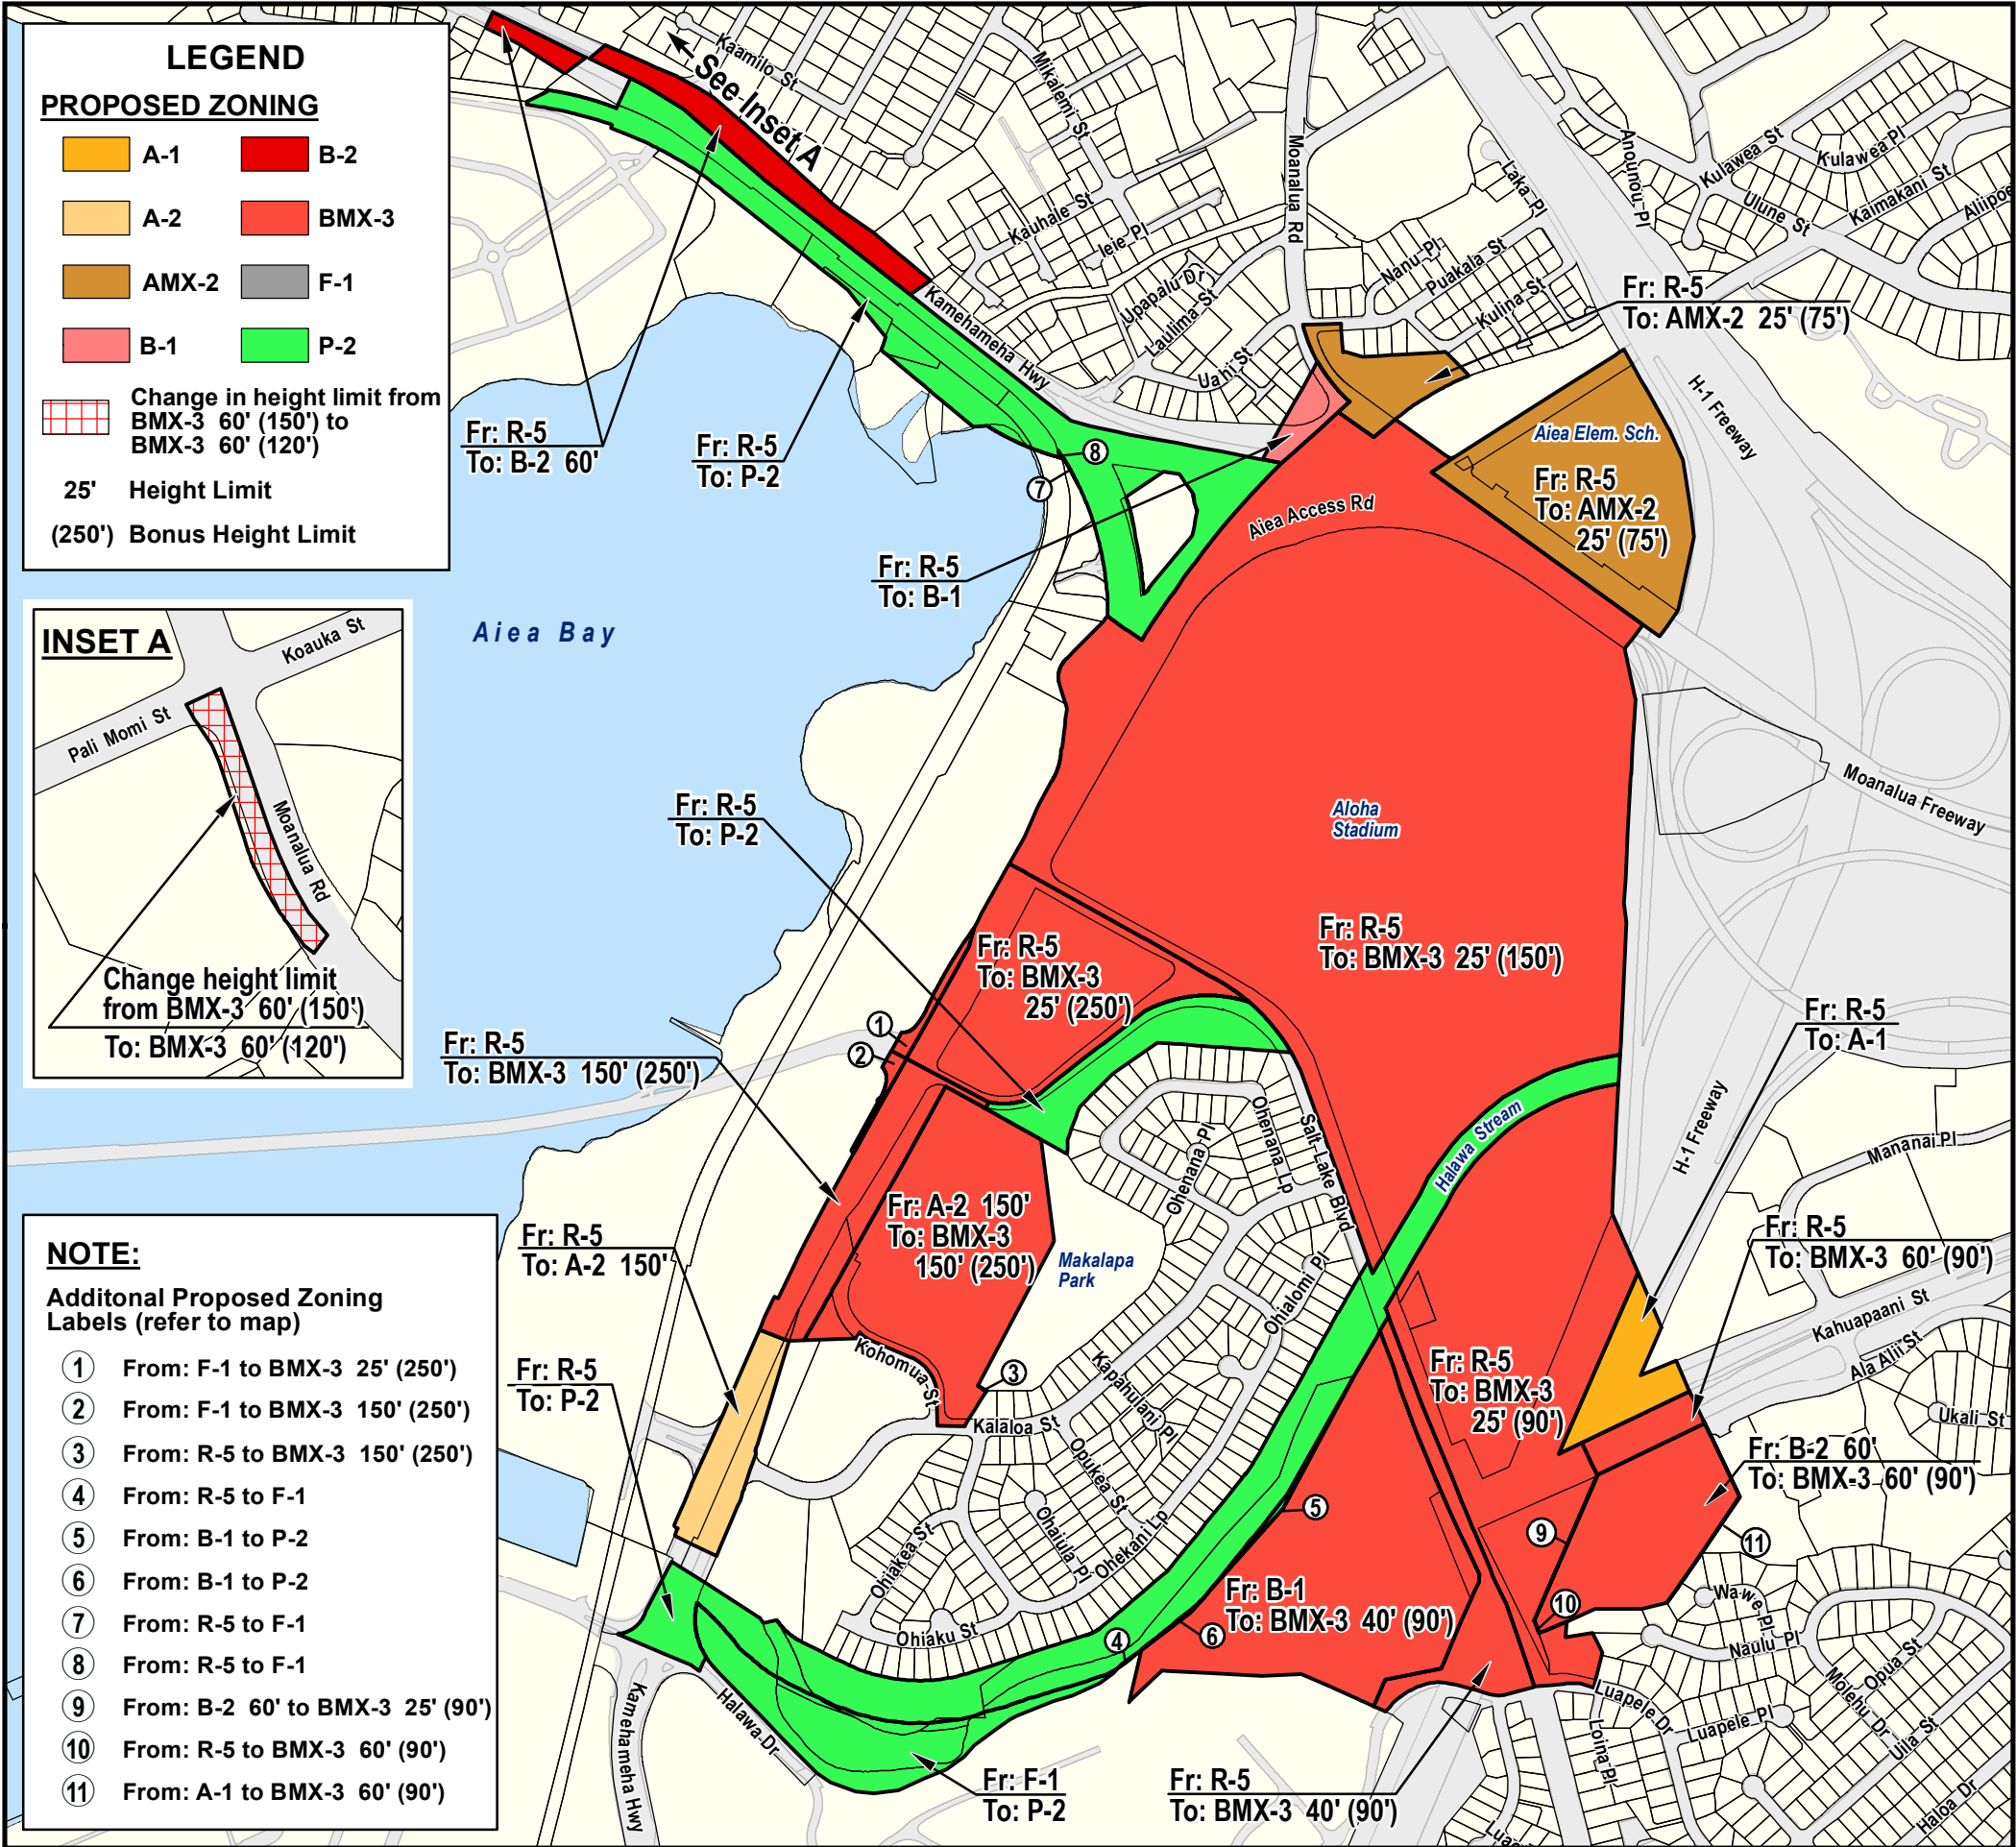 LEGEND
PROPOSED ZONING
A-1
B-2
A-2
BMX-3
AMX-2
F-1
B-1
P-2
Change in height limit from
BMX-3 60' (150') to
BMX-3 60' (120')
25' Height Limit
(250') Bonus Height Limit
INSET A
Koauka St
Pali Momi St
Moanalua Rd
Change height limit
from BMX-3 60' (150')
To: BMX-3 60' (120')
NOTE:
Additonal Proposed Zoning
Labels (refer to map)
1 From: F-1 to BMX-3 25' (250')
2 From: F-1 to BMX-3 150' (250')
3 From: R-5 to BMX-3 150' (250')
4 From: R-5 to F-1
5 From: B-1 to P-2
6 From: B-1 to P-2
7 From: R-5 to F-1
8 From: R-5 to F-1
9 From: B-2 60' to BMX-3 25' (90')
10 From: R-5 to BMX-3 60' (90')
11 From: A-1 to BMX-3 60' (90')
See Inset A
Kaamilo St
Mikalemi St
Moanalua Rd
Kauhale St
Ieie Pl
Upapalu Dr
Laulima St
Uahi St
Kamehameha Hwy
Laka Pl
Nanu Pl
Puakala St
Kulina St
Anounou Pl
Kulawea St
Kulawea Pl
Kaimakani St
Ulune St
Aliipoe
H-1 Freeway
Fr: R-5
To: AMX-2 25' (75')
Aiea Elem. Sch.
Fr: R-5
To: AMX-2
25' (75')
Fr: R-5
To: B-2 60'
Fr: R-5
To: P-2
8
7
Aiea Access Rd
Fr: R-5
To: B-1
Aiea Bay
Moanalua Freeway
Fr: R-5
To: P-2
Aloha
Stadium
Fr: R-5
To: BMX-3 25' (150')
Fr: R-5
To: BMX-3
25' (250')
1
2
Fr: R-5
To: BMX-3 150' (250')
Fr: R-5
To: A-1
Halawa Stream
H-1 Freeway
Mananai Pl
Ohenana Pl
Ohenana Lp
Salt Lake Blvd
Fr: A-2 150'
To: BMX-3
150' (250')
Makalapa
Park
Fr: R-5
To: A-2 150'
Ohialomi Pl
Fr: R-5
To: BMX-3 60' (90')
Kahuapaani St
Ala Alii St
Ukali St
Fr: R-5
To: P-2
Kohomua St
3
Kalaloa St
Kapahulani Pl
Opukea St
Fr: R-5
To: BMX-3
25' (90')
Fr: B-2 60'
To: BMX-3 60' (90')
Ohiakea St
Ohaiula Pl
Ohekani Lp
Ohiaku St
5
9
11
Fr: B-1
To: BMX-3 40' (90')
4
6
10
Wawe Pl
Naulu Pl
Opua St
Molehu Dr
Uila St
Luapele Dr
Luapele Pl
Loina Pl
Haloa Dr
Kamehameha Hwy
Halawa Dr
Fr: F-1
To: P-2
Fr: R-5
To: BMX-3 40' (90')